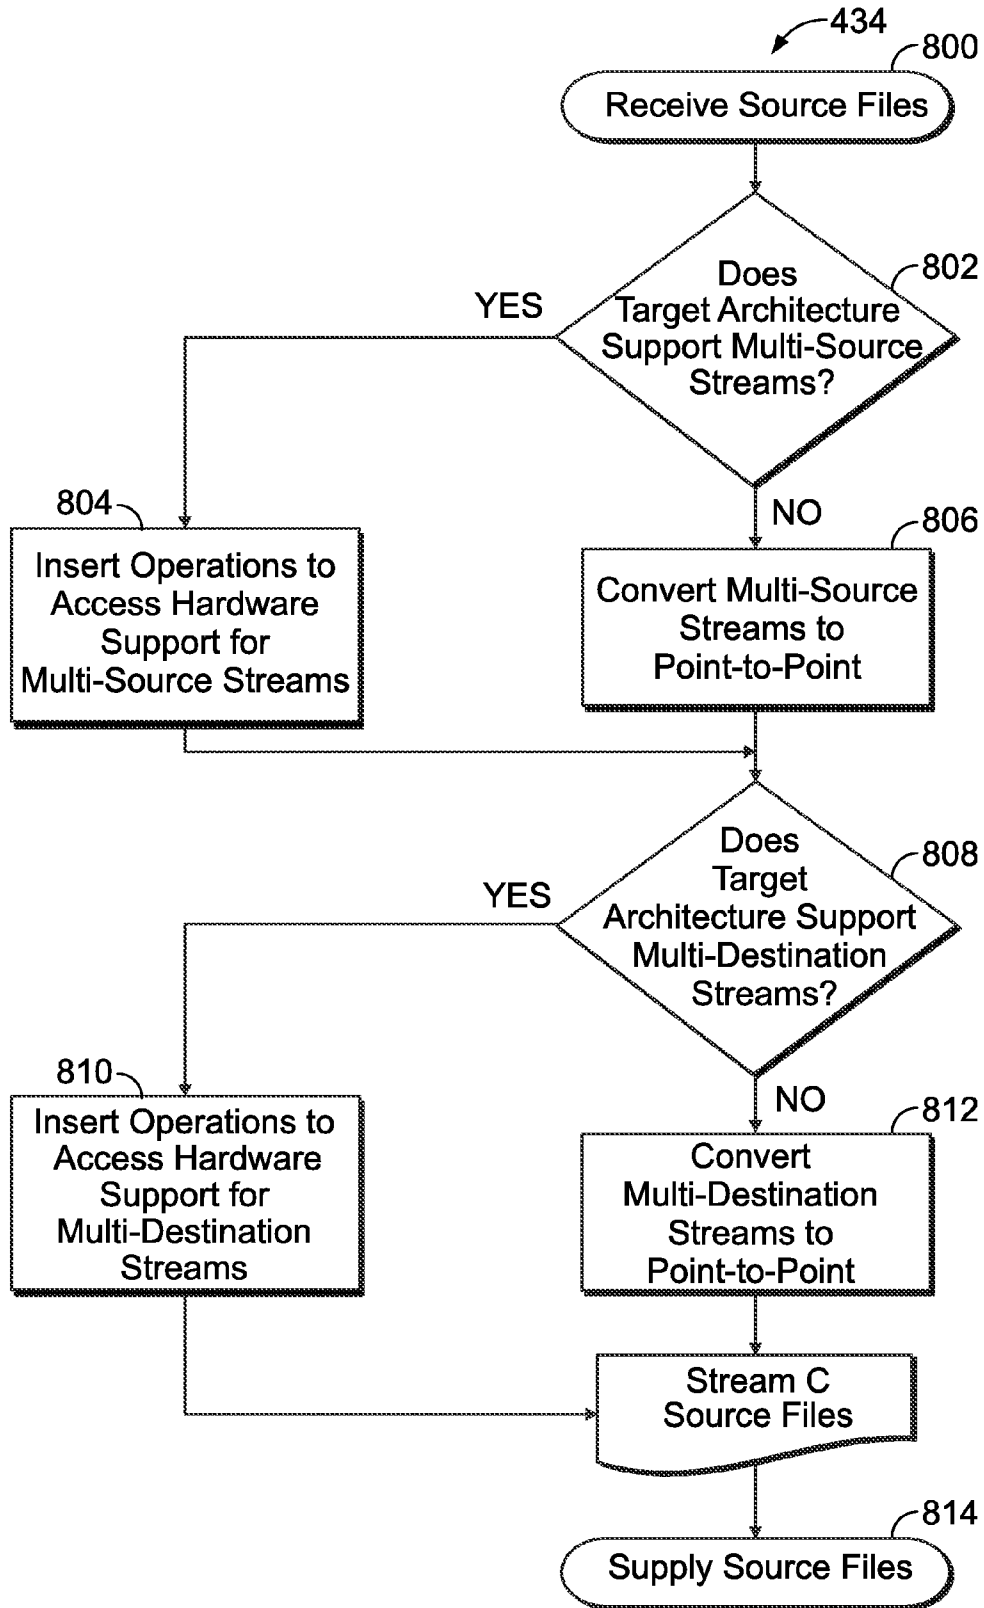 434
800
Receive Source Files
802
Does
Target Architecture
Support Multi-Source
Streams?
YES
NO
804
Insert Operations to
Access Hardware
Support for
Multi-Source Streams
806
Convert Multi-Source
Streams to
Point-to-Point
808
Does
Target
Architecture Support
Multi-Destination
Streams?
YES
NO
810
Insert Operations to
Access Hardware
Support for
Multi-Destination
Streams
812
Convert
Multi-Destination
Streams to
Point-to-Point
Stream C
Source Files
814
Supply Source Files